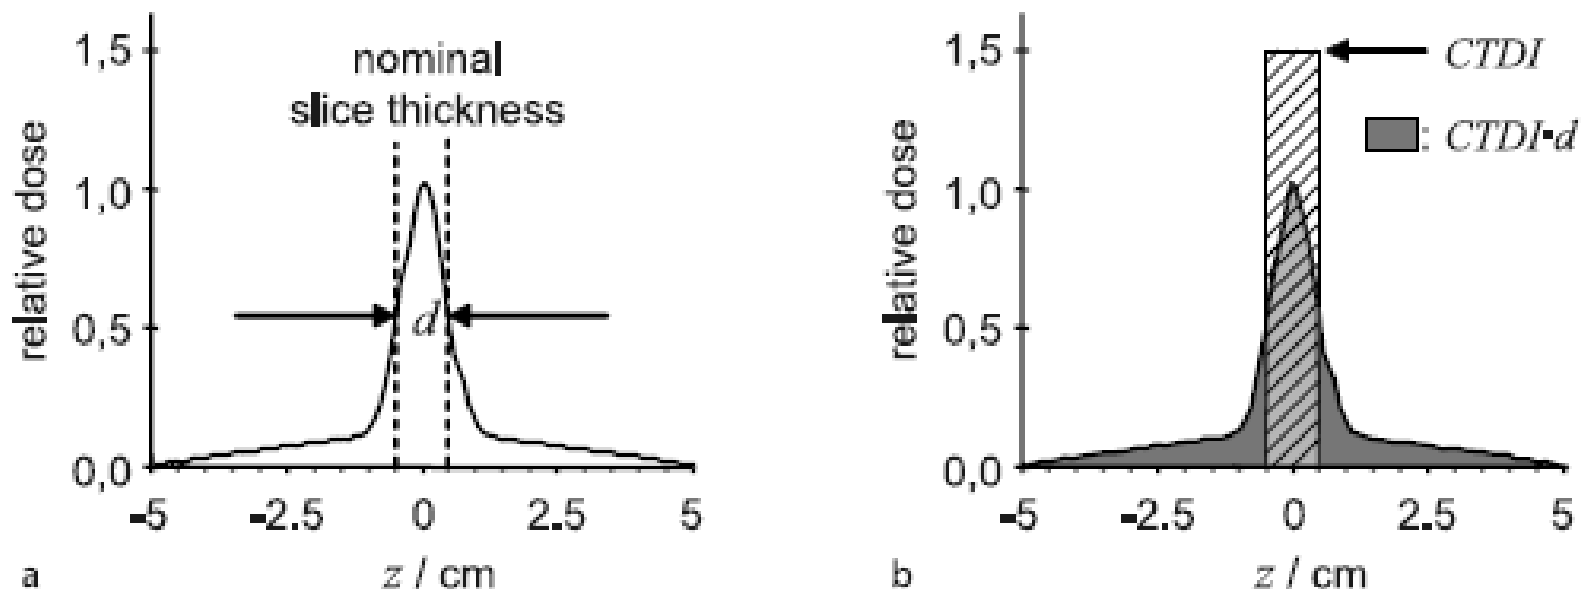 1,5
nominal
slice thickness
1,0
relative dose
0,5
d
0,0
-5
-2.5
0
2.5
5
z / cm
a
1,5
CTDI
: CTDI·d
1,0
relative dose
0,5
0,0
-5
-2.5
0
2.5
5
z / cm
b